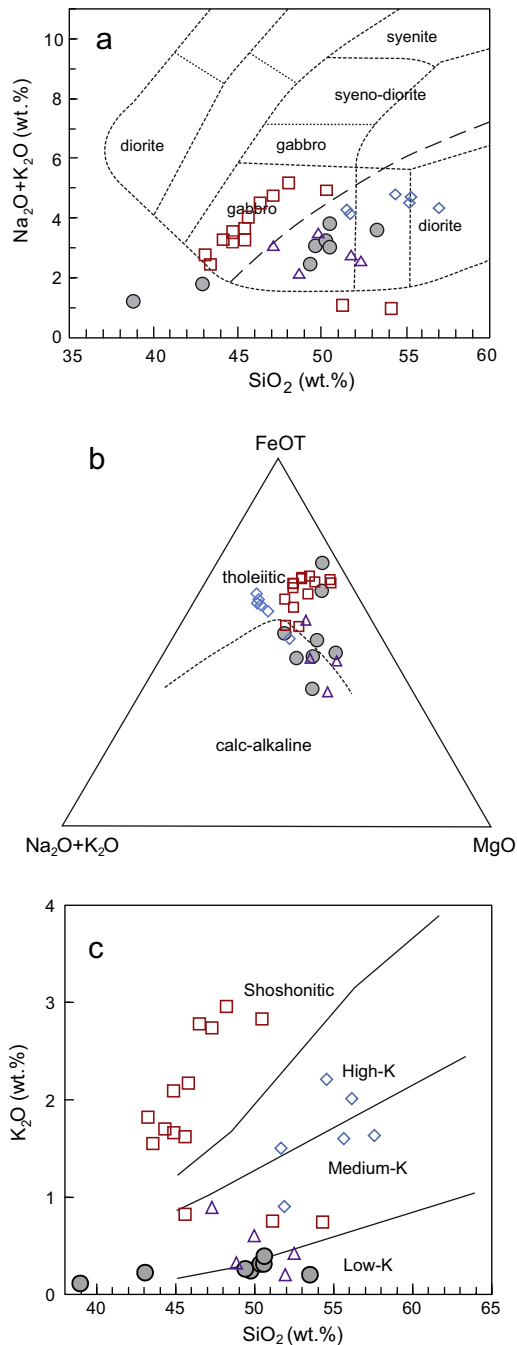 a
Na₂O+K₂O (wt.%)
10
8
6
4
2
0
syenite
syeno-diorite
diorite
gabbro
gabbro
diorite
35 40 45 50 55 60
SiO₂ (wt.%)
b
FeOT
tholeiitic
calc-alkaline
Na₂O+K₂O
MgO
c
K₂O (wt.%)
4
3
2
1
0
Shoshonitic
High-K
Medium-K
Low-K
40 45 50 55 60 65
SiO₂ (wt.%)